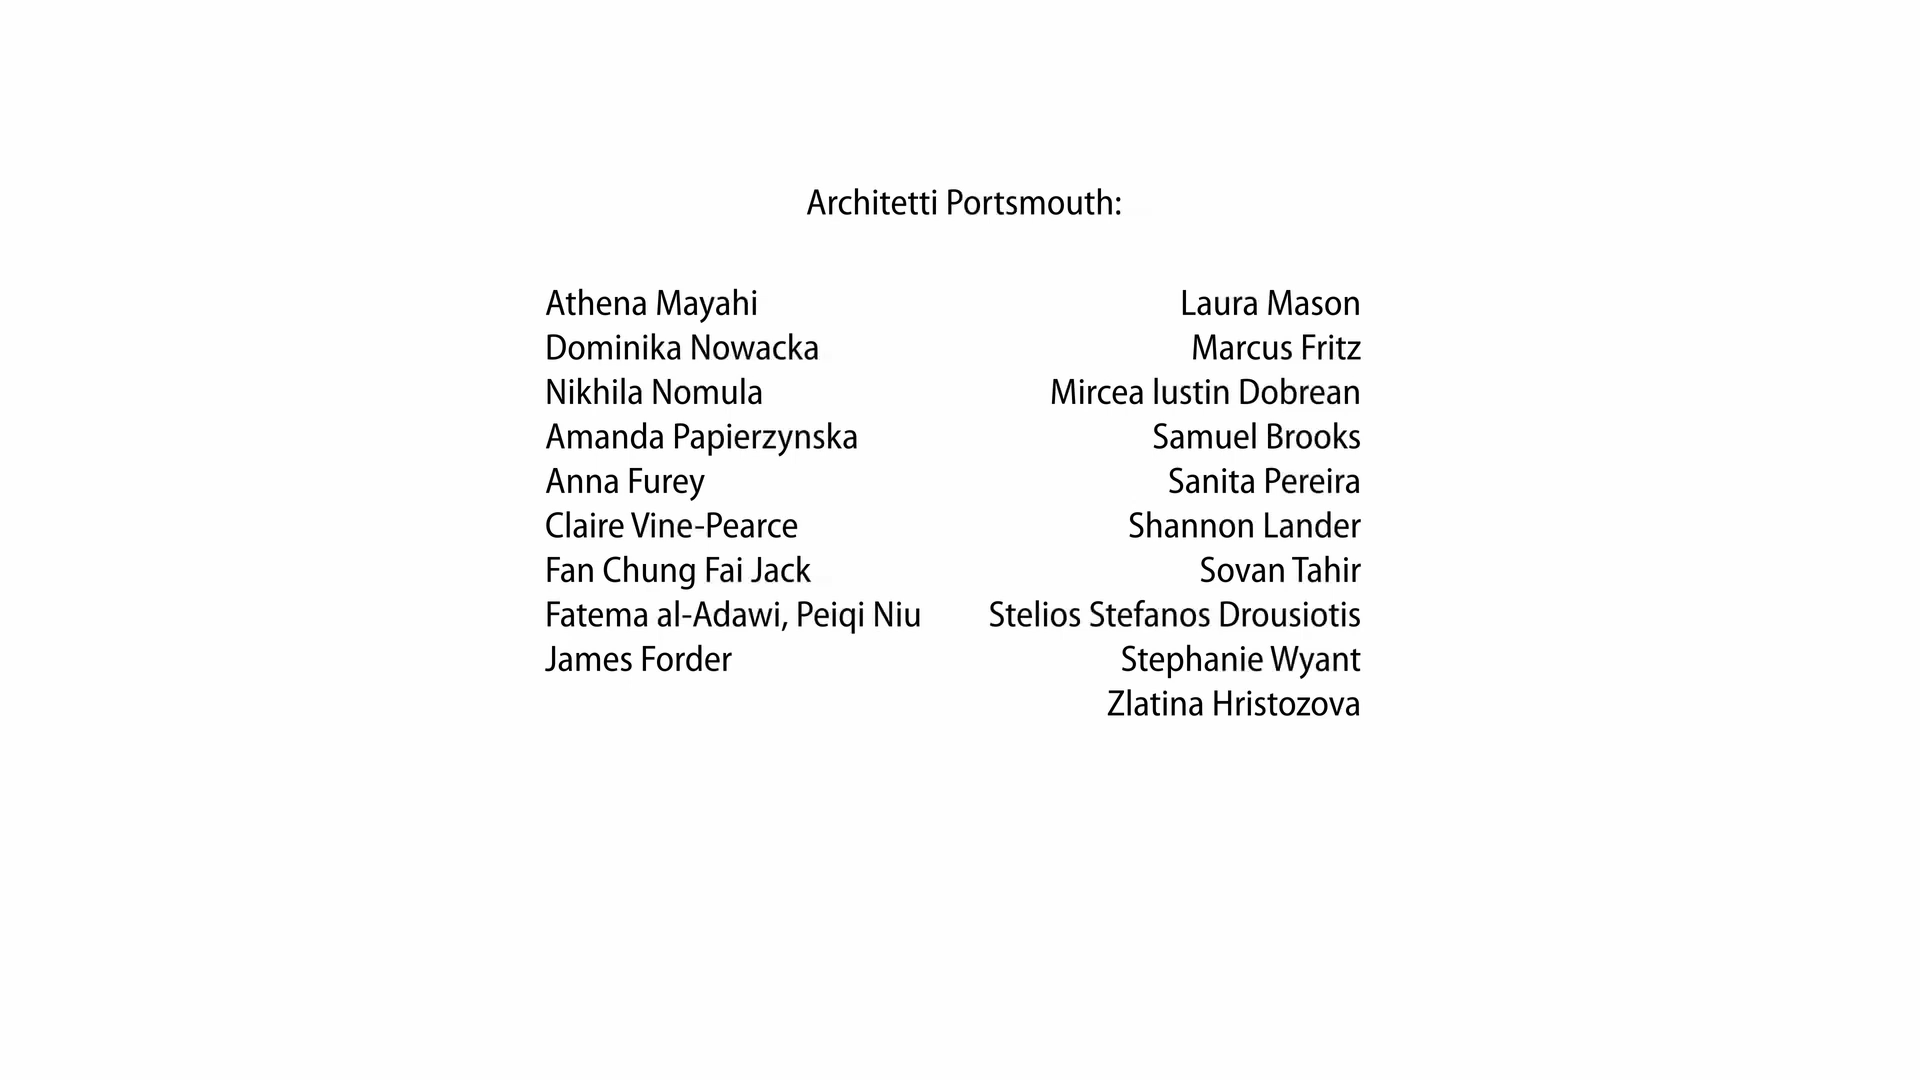 Architetti Portsmouth:
Athena Mayahi
Dominika Nowacka
Nikhila Nomula
Amanda Papierzynska
Anna Furey
Claire Vine-Pearce
Fan Chung Fai Jack
Fatema al-Adawi, Peiqi Niu
James Forder
Laura Mason
Marcus Fritz
Mircea lustin Dobrean
Samuel Brooks
Sanita Pereira
Shannon Lander
Sovan Tahir
Stelios Stefanos Drousiotis
Stephanie Wyant
Zlatina Hristozova